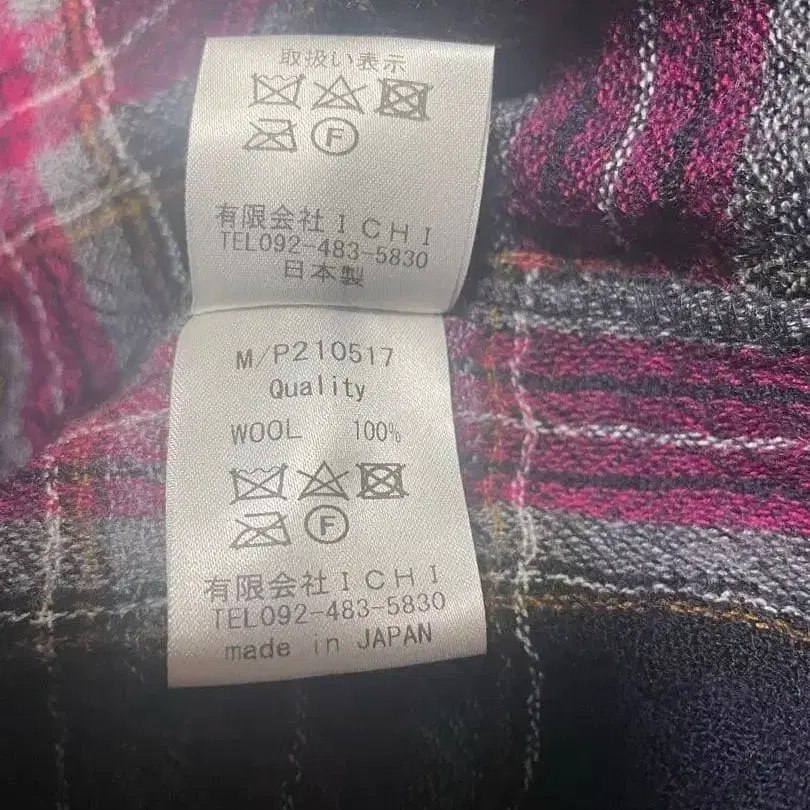 取扱い表示
F
有限会社ICHI
TEL092-483-5830
日本製
M/P210517
Quality
WOOL 100%
F
有限会社ICHI
TEL092-483-5830
made in JAPAN